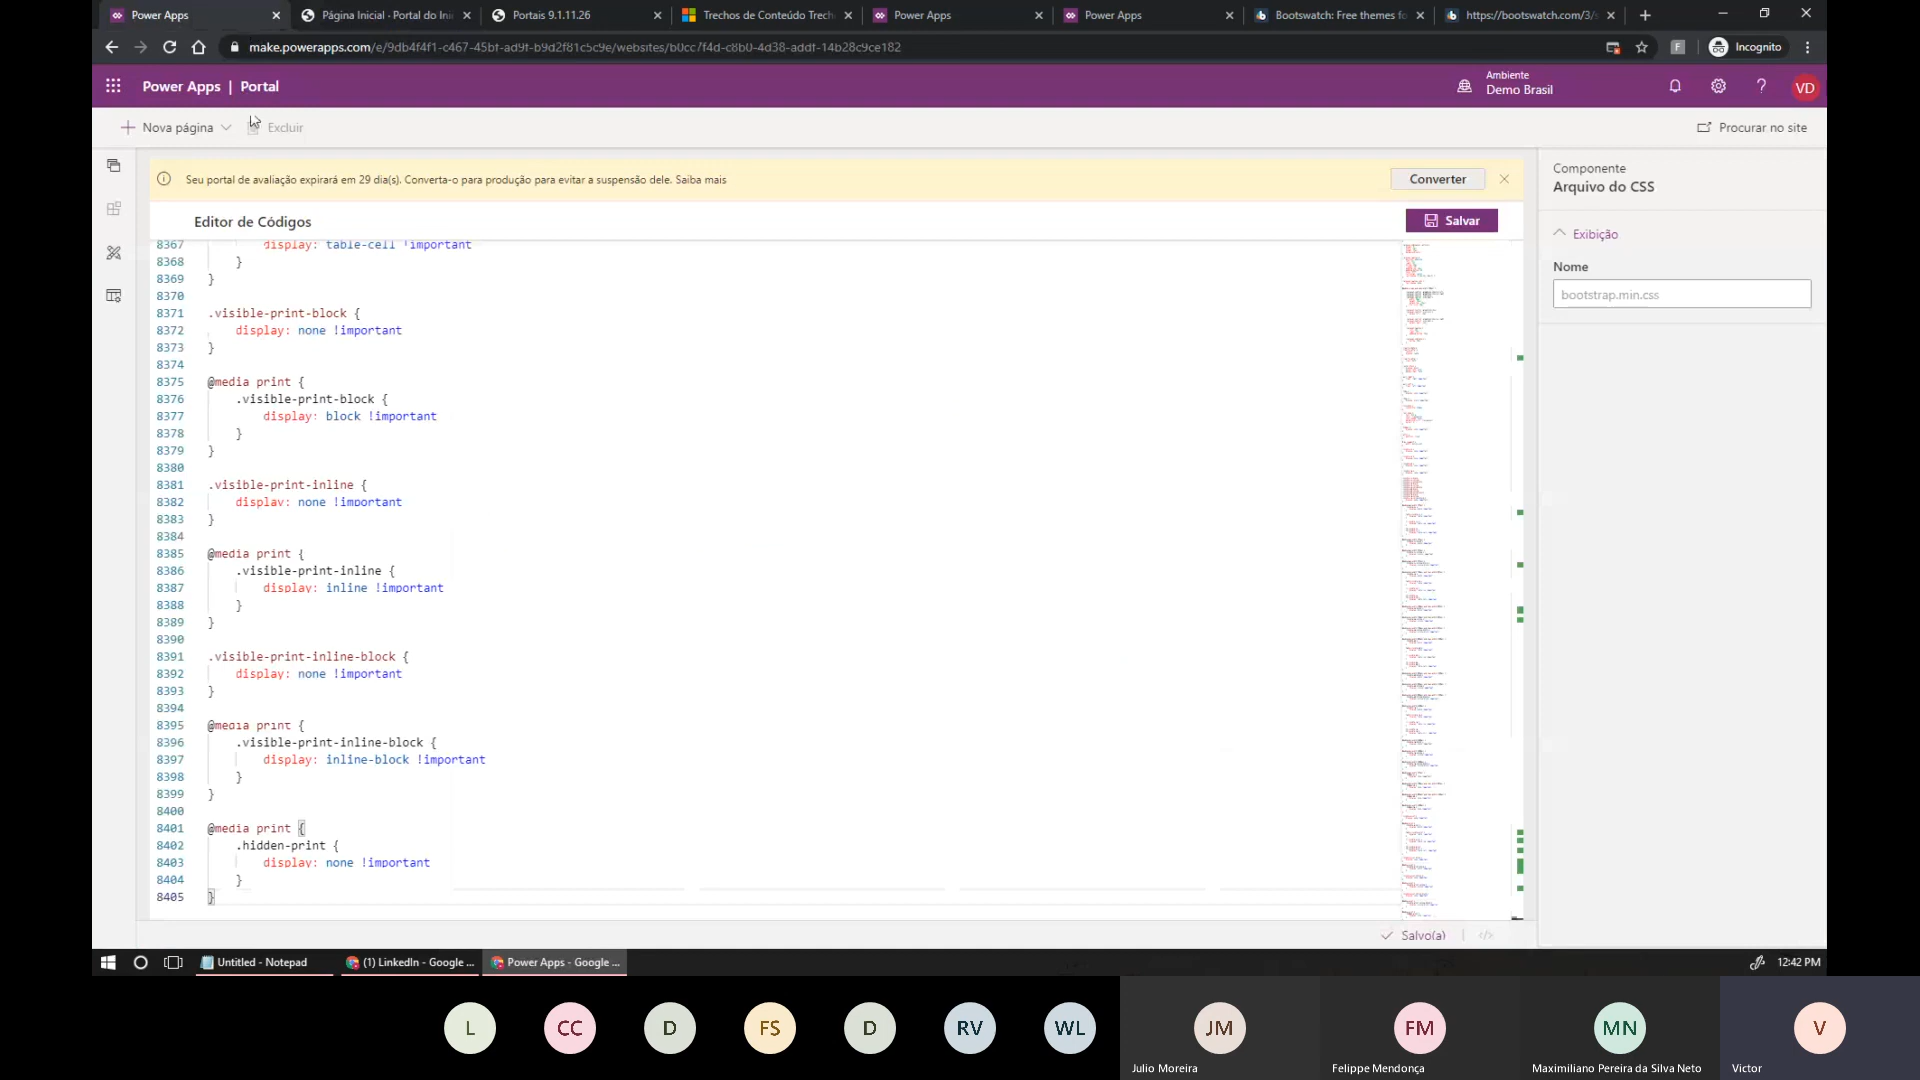 Power Apps
Página Inicial - Portal do Ini
Portais 9.1.11.26
Trechos de Conteúdo Trech
Power Apps
Power Apps
Bootswatch: Free themes fo
https://bootswatch.com/3/s
make.powerapps.com/e/9db4f4f1-c467-45bf-ad9f-b9d2f81c5c9e/websites/b0cc7f4d-c8b0-4d38-addf-14b28c9ce182
F
Incognito
Power Apps | Portal
Ambiente
Demo Brasil
?
VD
Nova página
Excluir
Procurar no site
Seu portal de avaliação expirará em 29 dia(s). Converta-o para produção para evitar a suspensão dele. Saiba mais
Converter
Editor de Códigos
Salvar
Componente
Arquivo do CSS
Exibição
Nome
bootstrap.min.css
8367 display: table-cell !important
8368 }
8369 }
8370
8371 .visible-print-block {
8372 display: none !important
8373 }
8374
8375 @media print {
8376 .visible-print-block {
8377 display: block !important
8378 }
8379 }
8380
8381 .visible-print-inline {
8382 display: none !important
8383 }
8384
8385 @media print {
8386 .visible-print-inline {
8387 display: inline !important
8388 }
8389 }
8390
8391 .visible-print-inline-block {
8392 display: none !important
8393 }
8394
8395 @media print {
8396 .visible-print-inline-block {
8397 display: inline-block !important
8398 }
8399 }
8400
8401 @media print {
8402 .hidden-print {
8403 display: none !important
8404 }
8405 }
Salvo(a)
</>
Untitled - Notepad
(1) LinkedIn - Google ...
Power Apps - Google ...
12:42 PM
L
CC
D
FS
D
RV
WL
JM
FM
MN
V
Julio Moreira
Felippe Mendonça
Maximiliano Pereira da Silva Neto
Victor